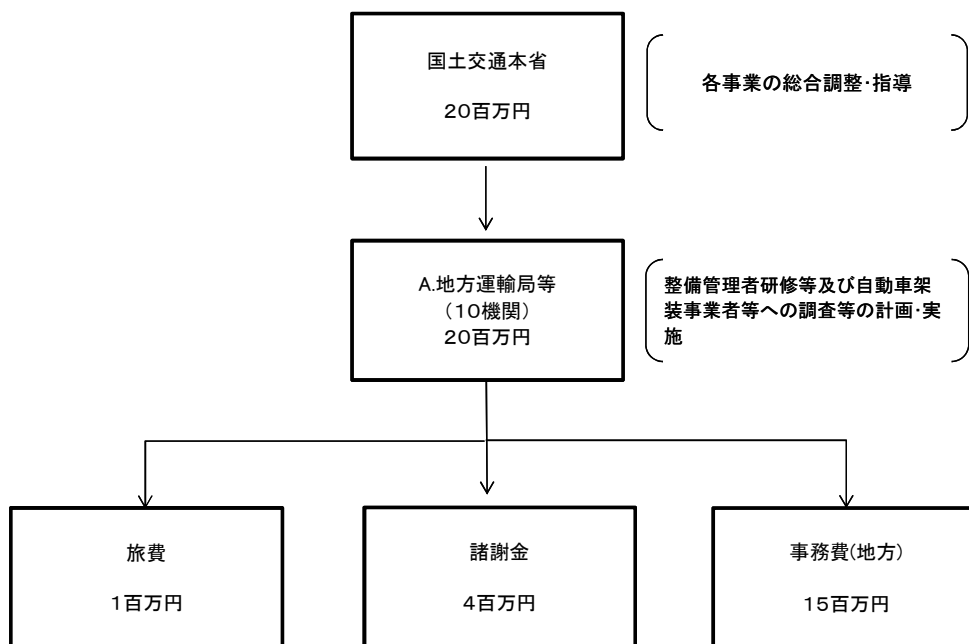 国土交通本省
20百万円
各事業の総合調整・指導
A.地方運輸局等
（10機関）
20百万円
整備管理者研修等及び自動車架
装事業者等への調査等の計画・実
施
旅費
1百万円
諸謝金
4百万円
事務費(地方)
15百万円